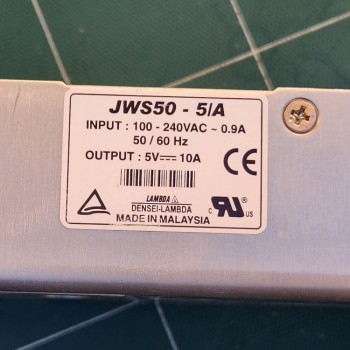 JWS50 - 5/A
INPUT : 100 - 240VAC ~ 0.9A
50 / 60 Hz
OUTPUT : 5V⎓ 10A
CE
LAMBDA
DENSEI-LAMBDA
MADE IN MALAYSIA
c RU US